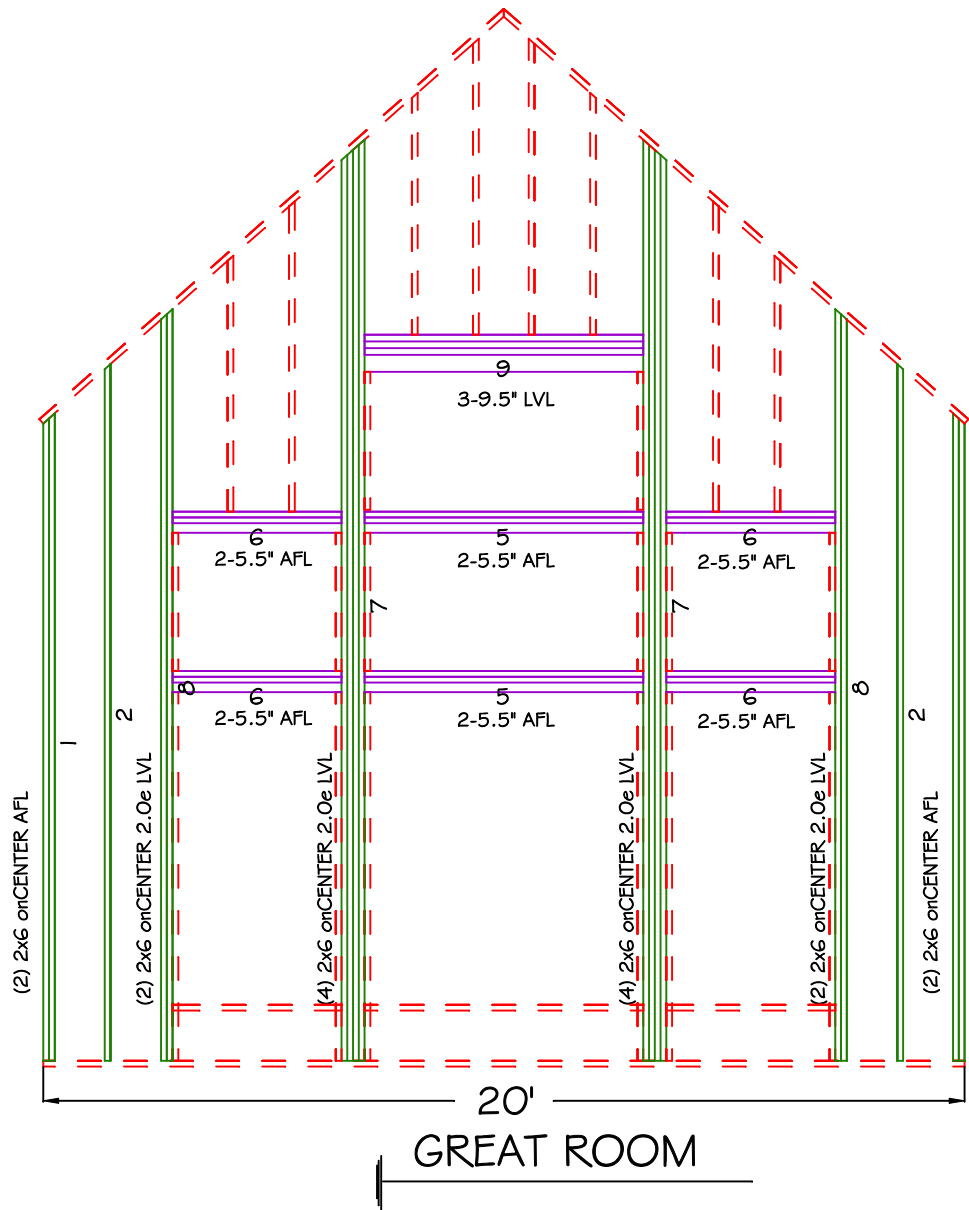 9
3-9.5" LVL
6
2-5.5" AFL
5
2-5.5" AFL
6
2-5.5" AFL
7
7
6
2-5.5" AFL
5
2-5.5" AFL
6
2-5.5" AFL
8
8
1
2
2
(2) 2x6 onCENTER AFL
(2) 2x6 onCENTER 2.0e LVL
(4) 2x6 onCENTER 2.0e LVL
(4) 2x6 onCENTER 2.0e LVL
(2) 2x6 onCENTER 2.0e LVL
(2) 2x6 onCENTER AFL
20'
GREAT ROOM